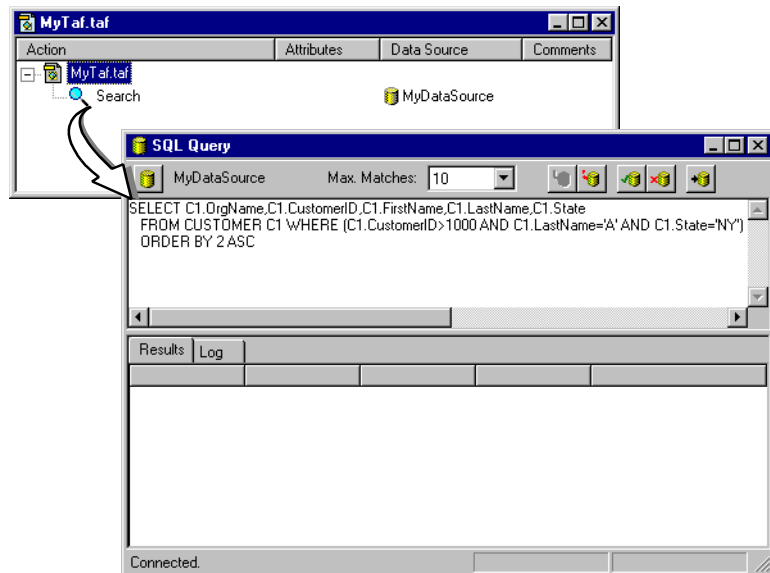 MyTaf.taf
Action Attributes Data Source Comments
MyTaf.taf
Search MyDataSource
SQL Query
MyDataSource Max. Matches: 10
SELECT C1.OrgName,C1.CustomerID,C1.FirstName,C1.LastName,C1.State
FROM CUSTOMER C1 WHERE (C1.CustomerID>1000 AND C1.LastName='A' AND C1.State='NY')
ORDER BY 2 ASC
Results Log
Connected.